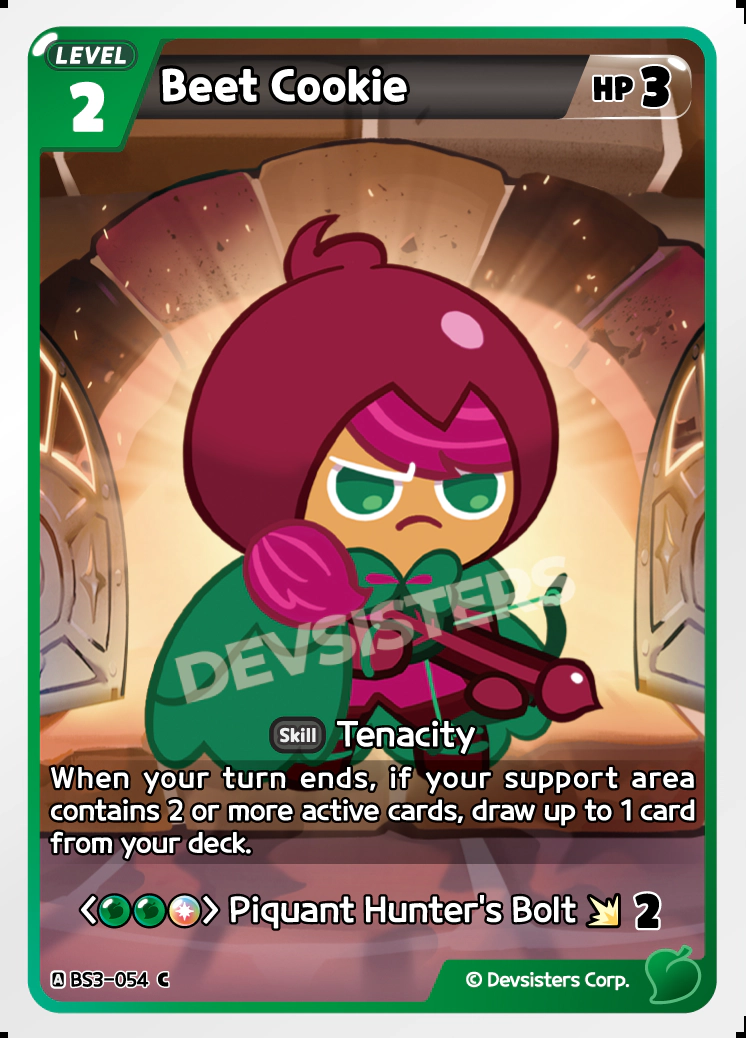 LEVEL
2
Beet Cookie
HP 3
DEVSISTERS
Skill Tenacity
When your turn ends, if your support area
contains 2 or more active cards, draw up to 1 card
from your deck.
< > Piquant Hunter's Bolt 2
A BS3-054 C
© Devsisters Corp.